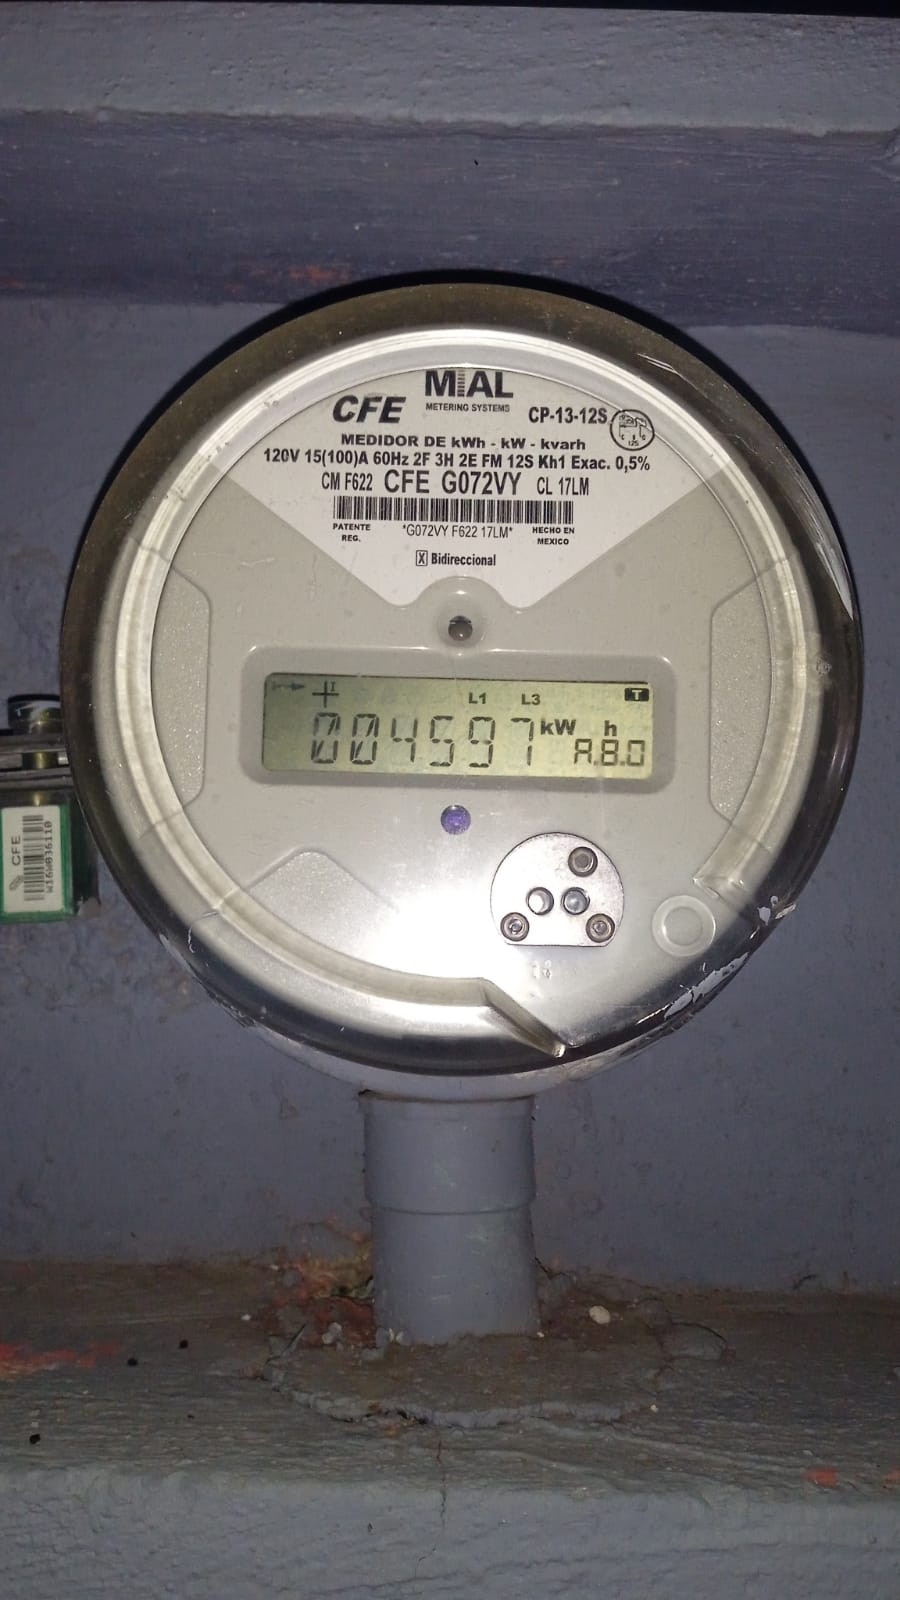 MIAL
METERING SYSTEMS
CFE
CP-13-12S
MEDIDOR DE kWh - kW - kvarh
120V 15(100)A 60Hz 2F 3H 2E FM 12S Kh1 Exac. 0,5%
CM F622 CFE G072VY CL 17LM
PATENTE REG.
*G072VY F622 17LM*
HECHO EN MEXICO
X Bidireccional
L1 L3 T
004597 kW h A.B.0
CFE
W16W036110